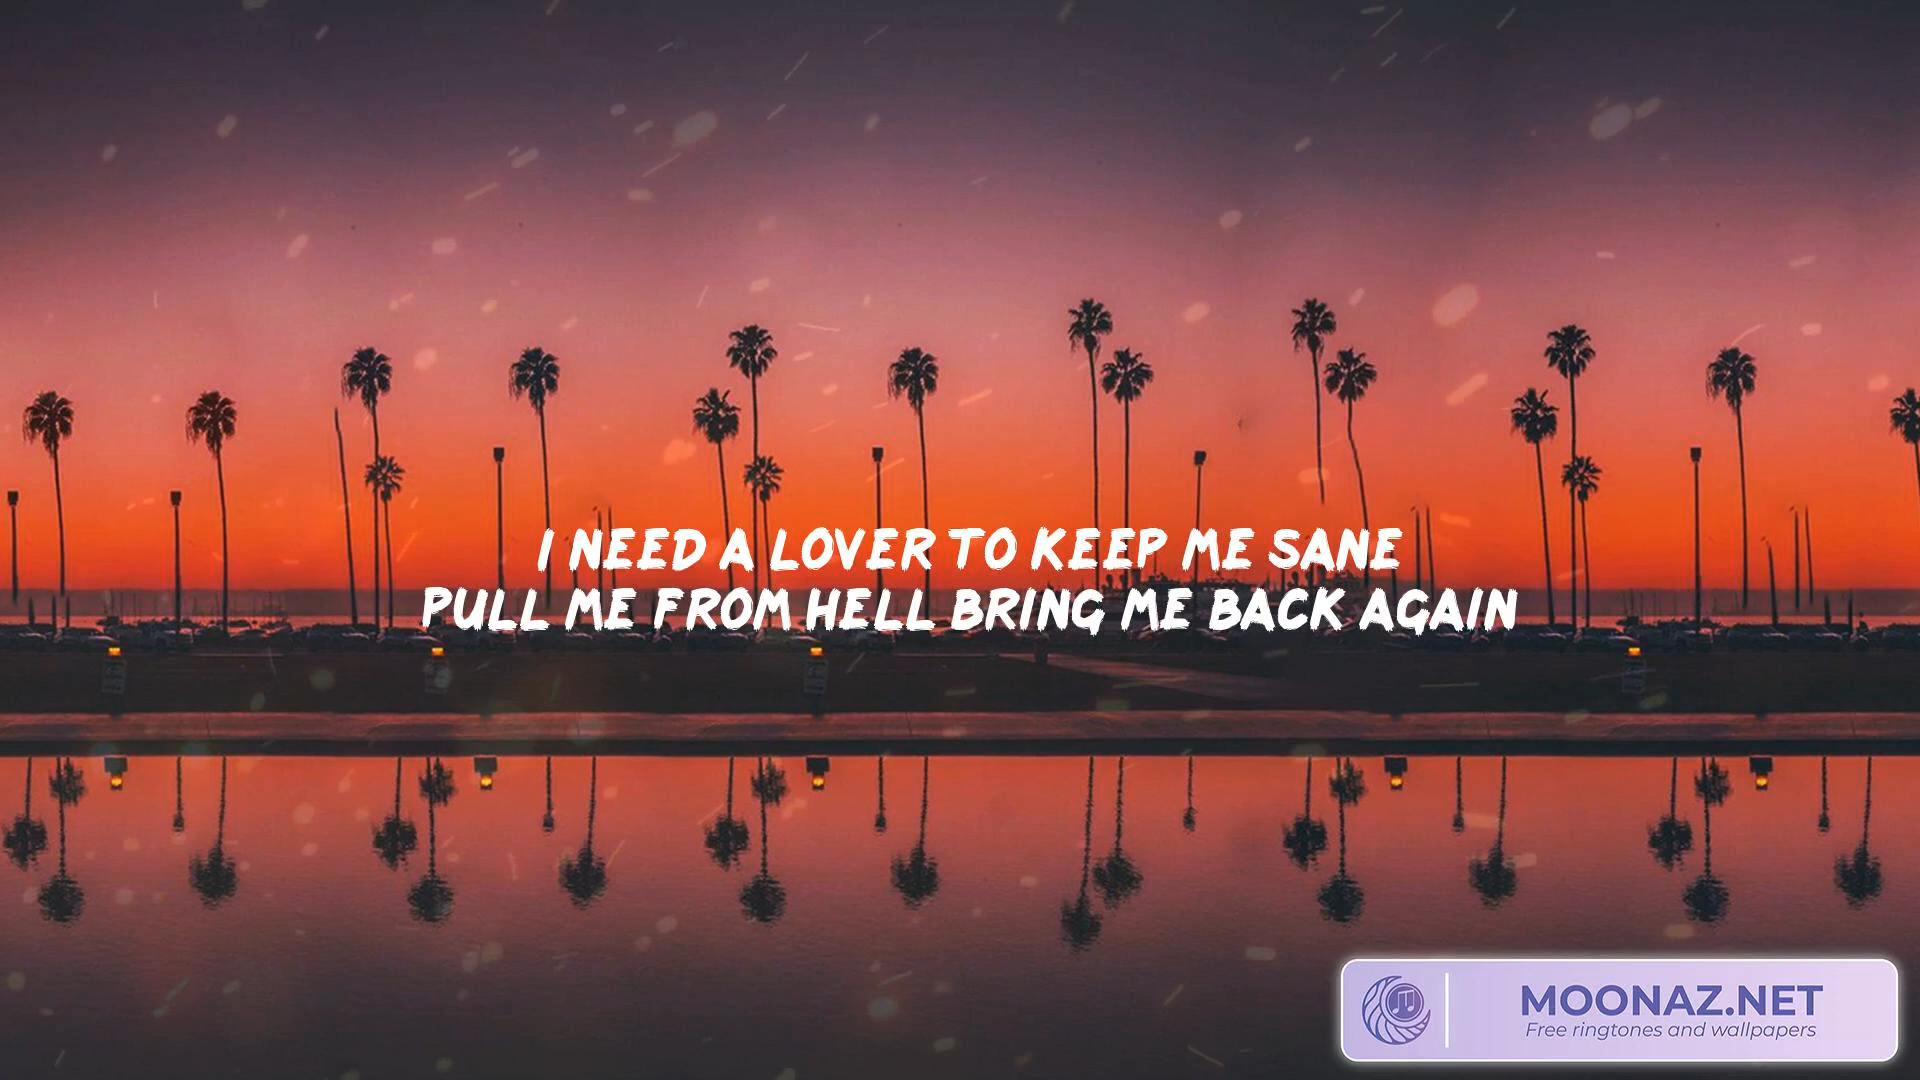 I NEED A LOVER TO KEEP ME SANE
PULL ME FROM HELL BRING ME BACK AGAIN
MOONAZ.NET
Free ringtones and wallpapers